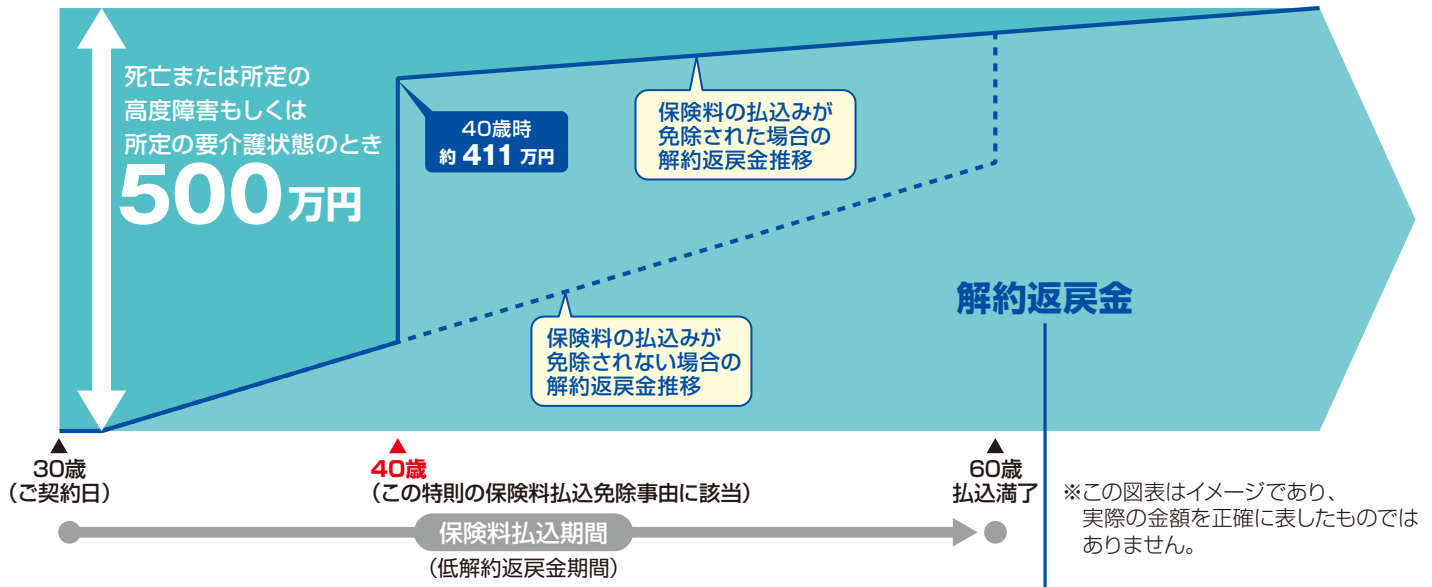 死亡または所定の
高度障害もしくは
所定の要介護状態のとき
500万円
40歳時
約 411 万円
保険料の払込みが
免除された場合の
解約返戻金推移
保険料の払込みが
免除されない場合の
解約返戻金推移
解約返戻金
30歳
(ご契約日)
40歳
(この特則の保険料払込免除事由に該当)
60歳
払込満了
保険料払込期間
(低解約返戻金期間)
※この図表はイメージであり、
実際の金額を正確に表したものでは
ありません。